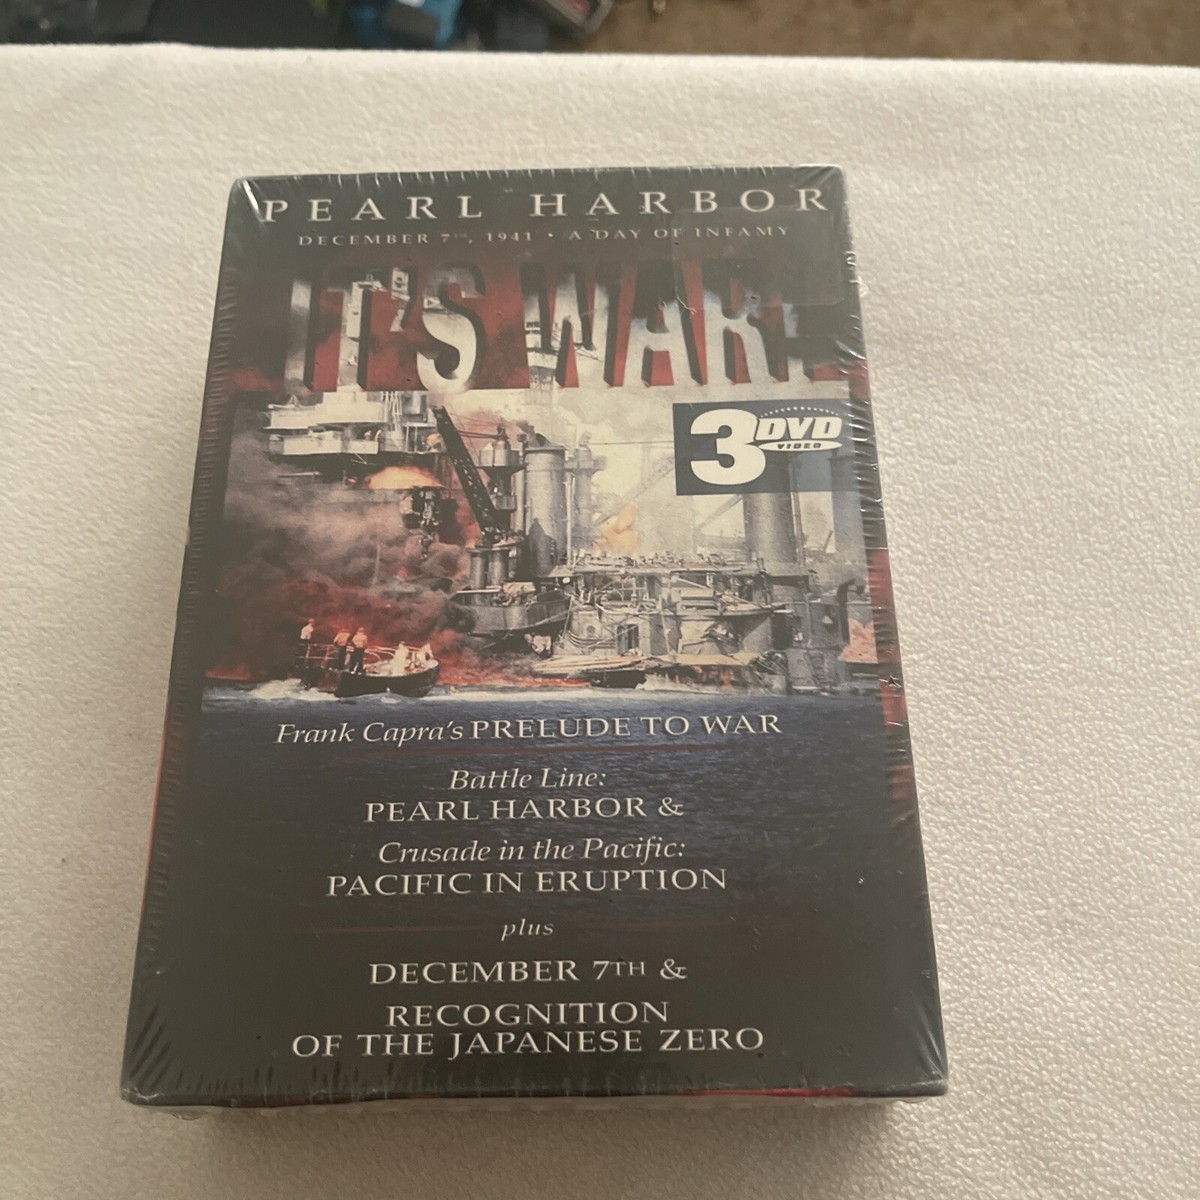 PEARL HARBOR
DECEMBER 7TH, 1941 • A DAY OF INFAMY
IT'S WAR!
3 DVD
VIDEO
Frank Capra's PRELUDE TO WAR
Battle Line:
PEARL HARBOR &
Crusade in the Pacific:
PACIFIC IN ERUPTION
plus
DECEMBER 7TH &
RECOGNITION
OF THE JAPANESE ZERO